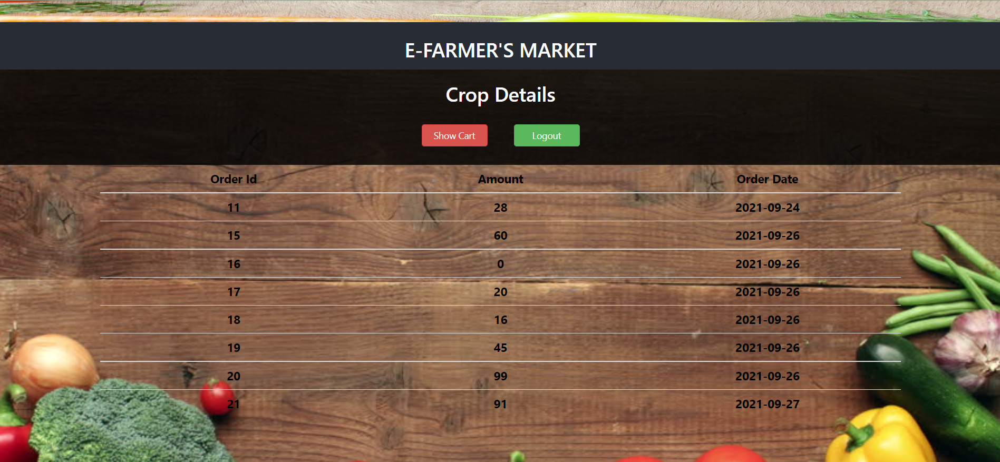 E-FARMER'S MARKET
Crop Details
Show Cart Logout
Order Id Amount Order Date
11 28 2021-09-24
15 60 2021-09-26
16 0 2021-09-26
17 20 2021-09-26
18 16 2021-09-26
19 45 2021-09-26
20 99 2021-09-26
21 91 2021-09-27